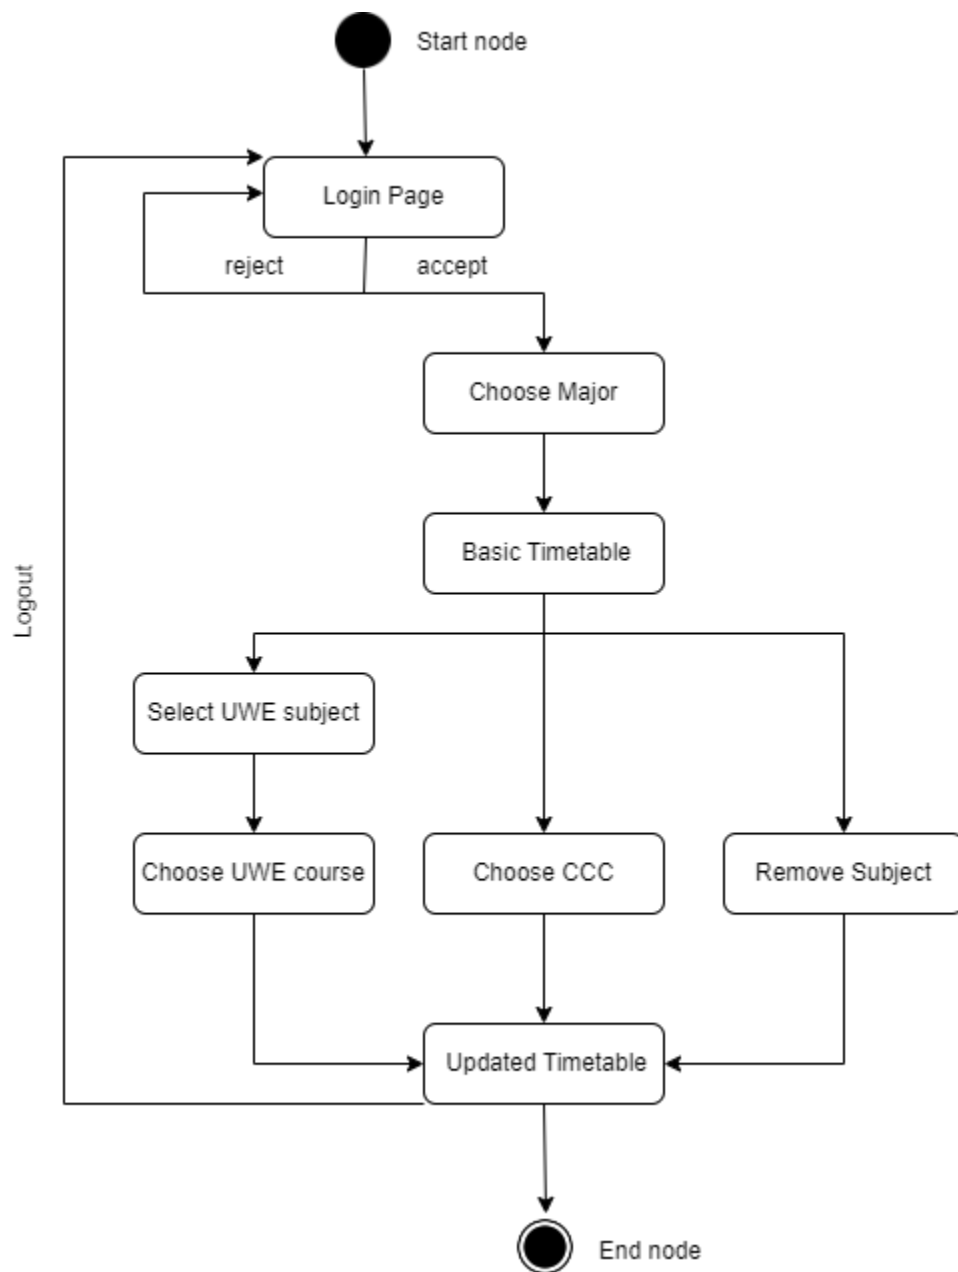 Start node
Login Page
reject
accept
Choose Major
Basic Timetable
Logout
Select UWE subject
Choose UWE course
Choose CCC
Remove Subject
Updated Timetable
End node